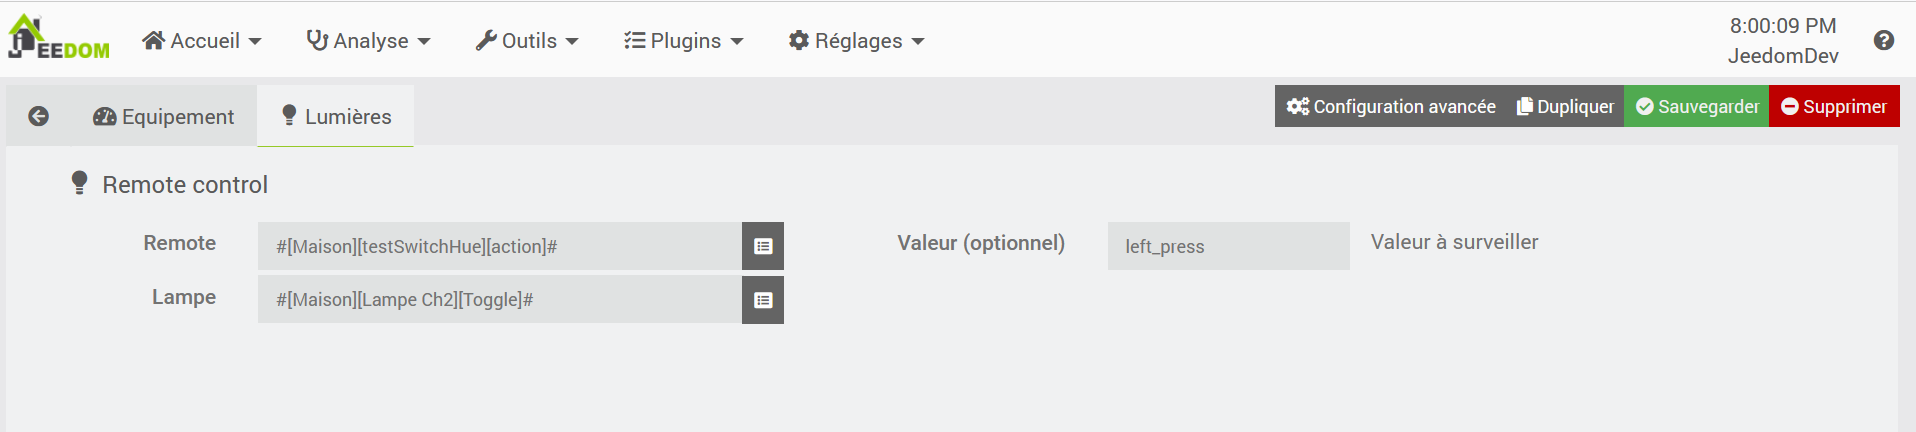 JEEDOM Accueil Analyse Outils Plugins Réglages 8:00:09 PM
JeedomDev
Equipement Lumières Configuration avancée Dupliquer Sauvegarder Supprimer
Remote control
Remote #[Maison][testSwitchHue][action]# Valeur (optionnel) left_press Valeur à surveiller
Lampe #[Maison][Lampe Ch2][Toggle]#